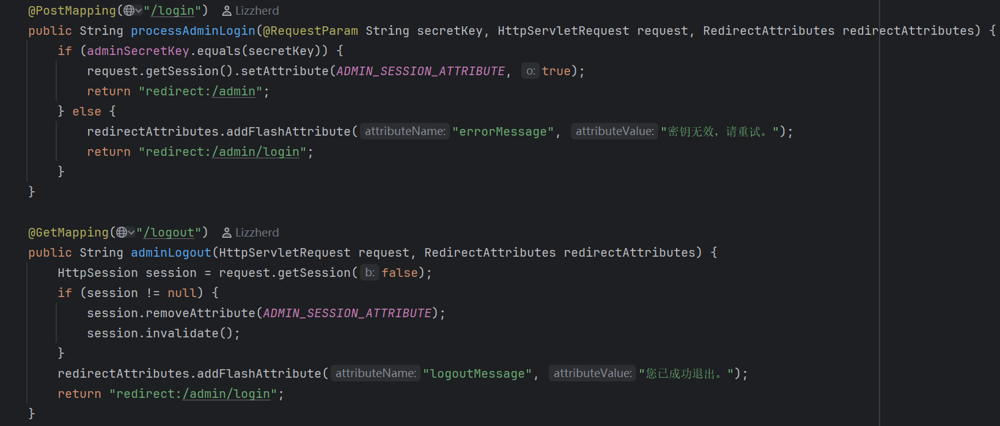 @PostMapping("/login") Lizzherd
public String processAdminLogin(@RequestParam String secretKey, HttpServletRequest request, RedirectAttributes redirectAttributes) {
if (adminSecretKey.equals(secretKey)) {
request.getSession().setAttribute(ADMIN_SESSION_ATTRIBUTE, o: true);
return "redirect:/admin";
} else {
redirectAttributes.addFlashAttribute( attributeName: "errorMessage", attributeValue: "密钥无效，请重试。");
return "redirect:/admin/login";
}
}
@GetMapping("/logout") Lizzherd
public String adminLogout(HttpServletRequest request, RedirectAttributes redirectAttributes) {
HttpSession session = request.getSession( b: false);
if (session != null) {
session.removeAttribute(ADMIN_SESSION_ATTRIBUTE);
session.invalidate();
}
redirectAttributes.addFlashAttribute( attributeName: "logoutMessage", attributeValue: "您已成功退出。");
return "redirect:/admin/login";
}